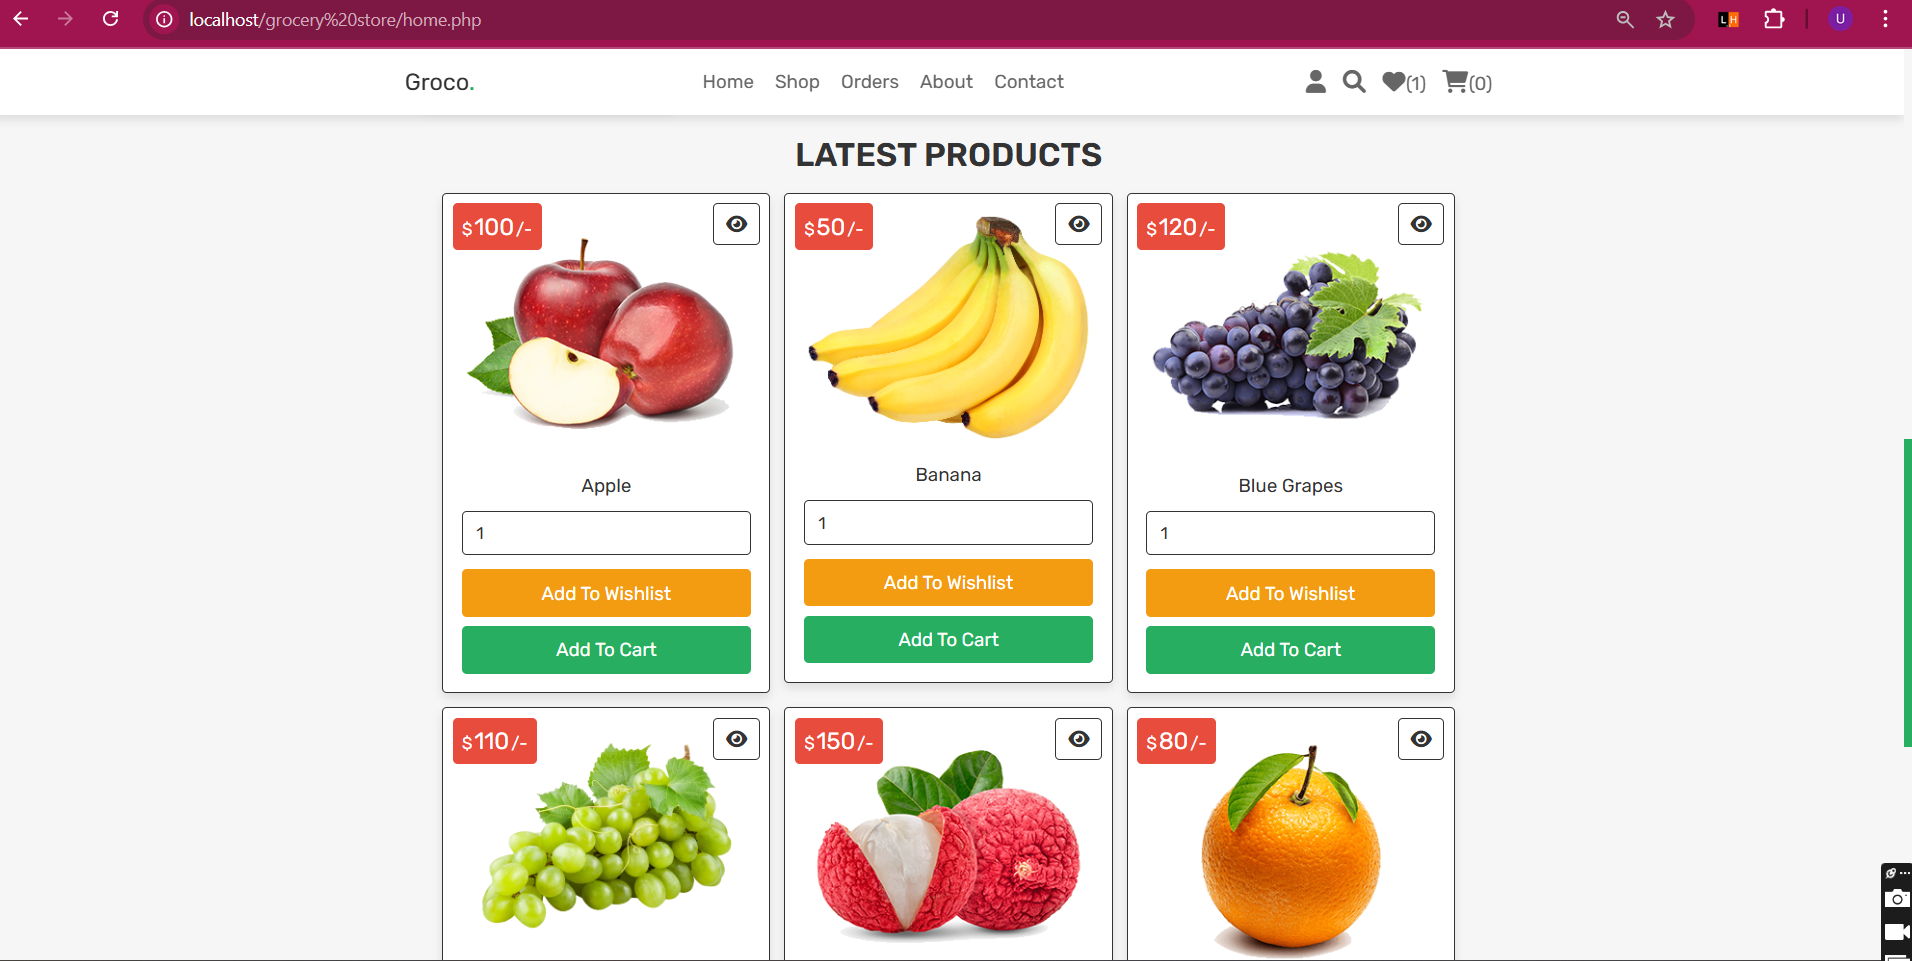 localhost/grocery%20store/home.php
LH
U
Groco.
Home Shop Orders About Contact
(1) (0)
LATEST PRODUCTS
$100/- $50/- $120/-
Banana
Apple Blue Grapes
1 1 1
Add To Wishlist Add To Wishlist Add To Wishlist
Add To Cart Add To Cart Add To Cart
$110/- $150/- $80/-